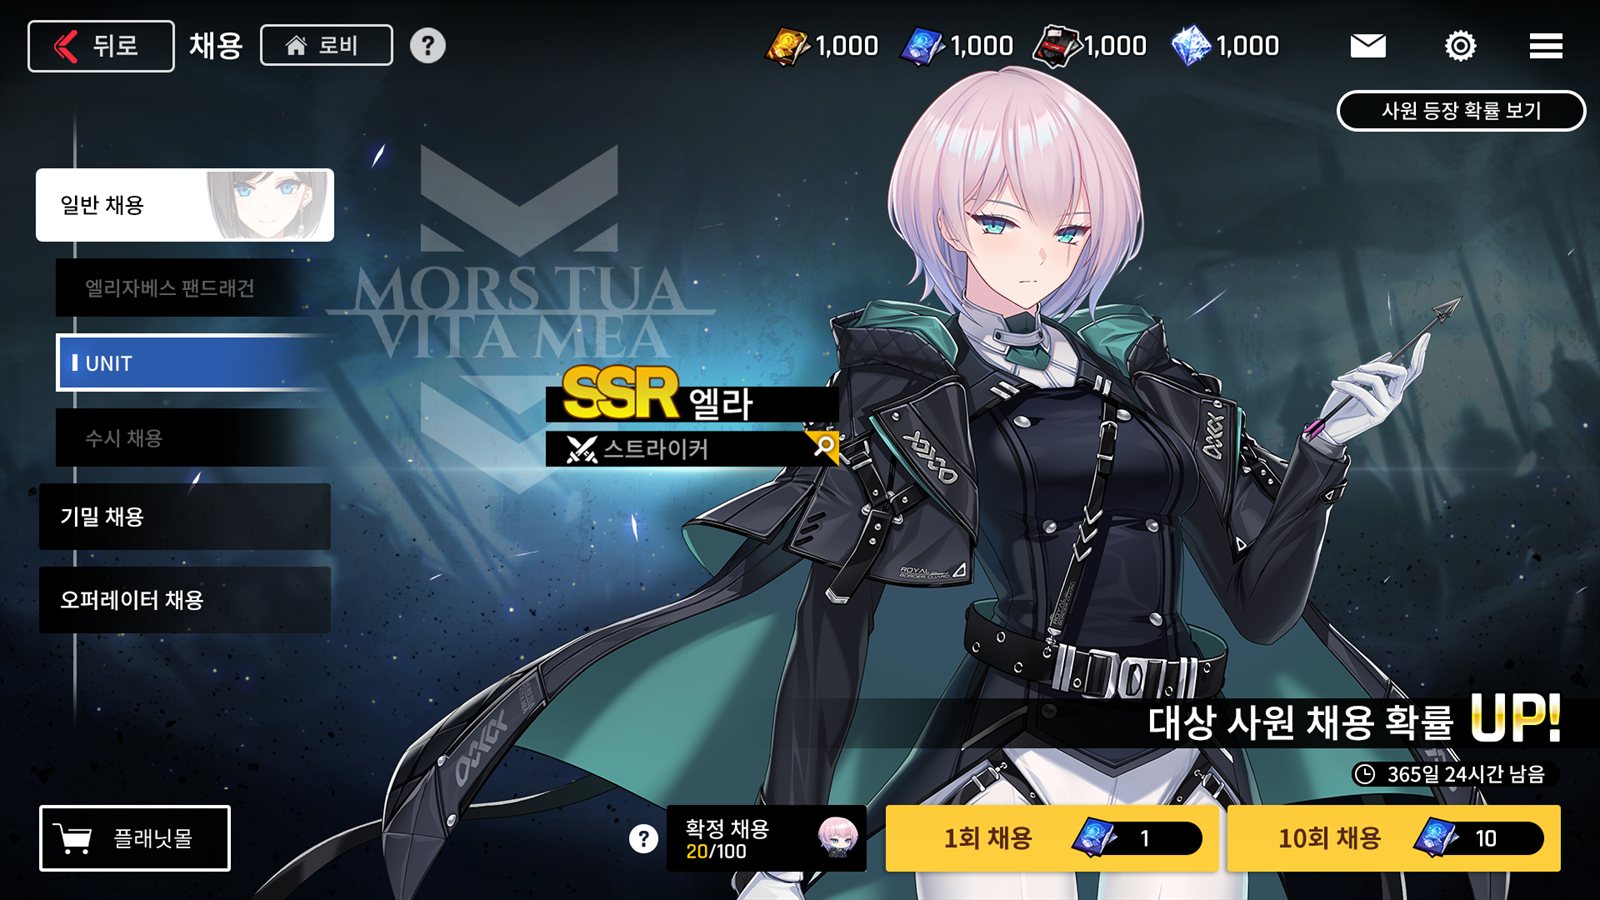 뒤로
채용
로비
?
1,000
1,000
1,000
1,000
사원 등장 확률 보기
일반 채용
엘리자베스 팬드래건
UNIT
수시 채용
기밀 채용
오퍼레이터 채용
MORS TUA
VITA MEA
SSR 엘라
스트라이커
ROYAL
BORDER GUARD
대상 사원 채용 확률 UP!
365일 24시간 남음
플래닛몰
?
확정 채용
20/100
1회 채용
1
10회 채용
10